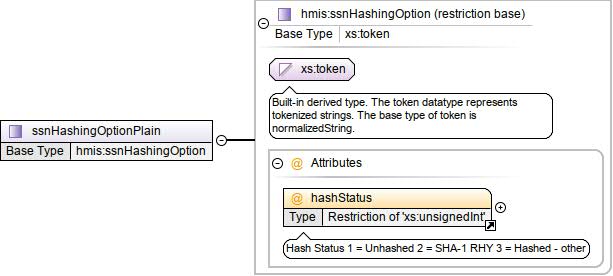 hmis:ssnHashingOption (restriction base)
Base Type xs:token
xs:token
Built-in derived type. The token datatype represents
tokenized strings. The base type of token is
normalizedString.
ssnHashingOptionPlain
Base Type hmis:ssnHashingOption
@ Attributes
@ hashStatus
Type Restriction of 'xs:unsignedInt'
Hash Status 1 = Unhashed 2 = SHA-1 RHY 3 = Hashed - other